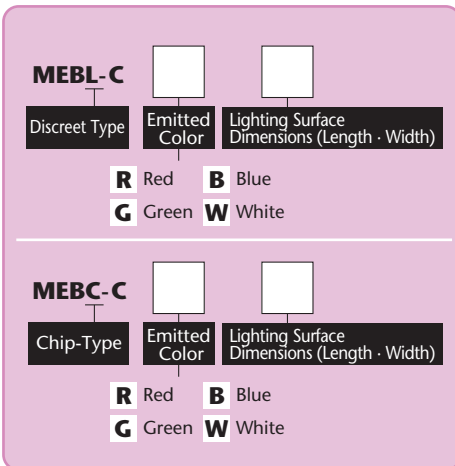 MEBL-C
Discreet Type
Emitted Color
Lighting Surface
Dimensions (Length · Width)
R Red B Blue
G Green W White
MEBC-C
Chip-Type
Emitted Color
Lighting Surface
Dimensions (Length · Width)
R Red B Blue
G Green W White